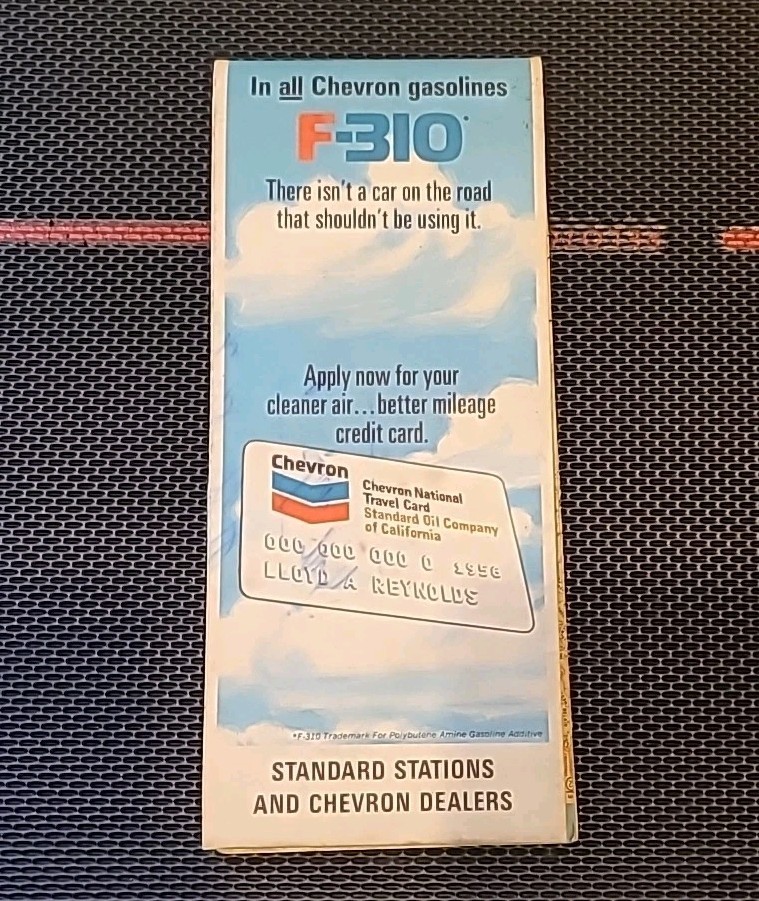 In all Chevron gasolines
F-310*
There isn't a car on the road
that shouldn't be using it.
Apply now for your
cleaner air...better mileage
credit card.
Chevron
Chevron National
Travel Card
Standard Oil Company
of California
000 000 000 0 1956
LLOYD A REYNOLDS
*F-310 Trademark For Polybutene Amine Gasoline Additive
STANDARD STATIONS
AND CHEVRON DEALERS